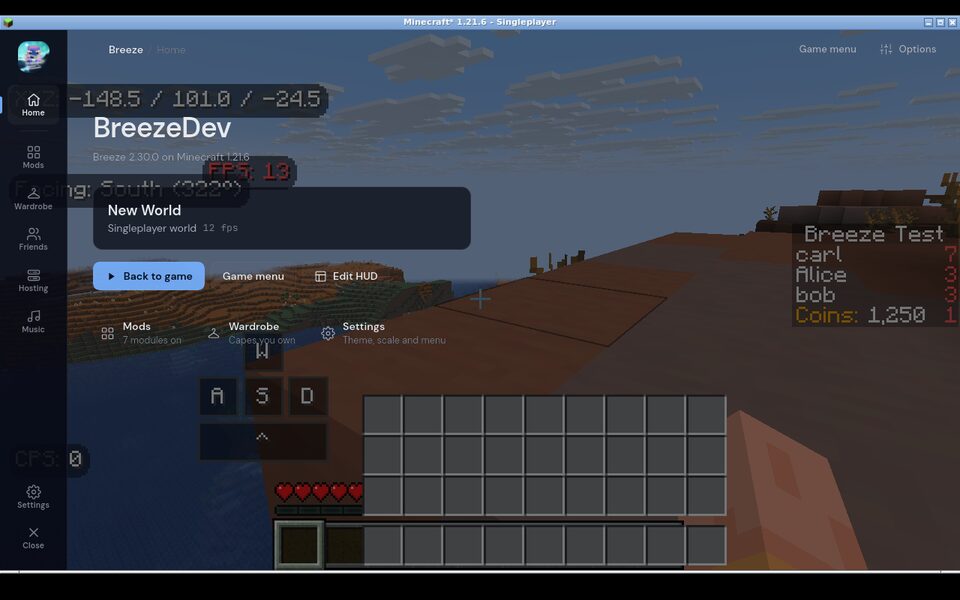 Minecraft* 1.21.6 - Singleplayer
Breeze / Home
Game menu
Options
Home
-148.5 / 101.0 / -24.5
BreezeDev
Breeze 2.30.0 on Minecraft 1.21.6
FPS: 13
Mods
Facing: South (322°)
Wardrobe
New World
Singleplayer world 12 fps
Friends
Breeze Test
carl 7
Alice 3
bob 3
Coins: 1,250 1
Back to game
Game menu
Edit HUD
Hosting
Music
Mods
7 modules on
Wardrobe
Capes you own
Settings
Theme, scale and menu
W
A
S
D
^
CPS: 0
Settings
Close